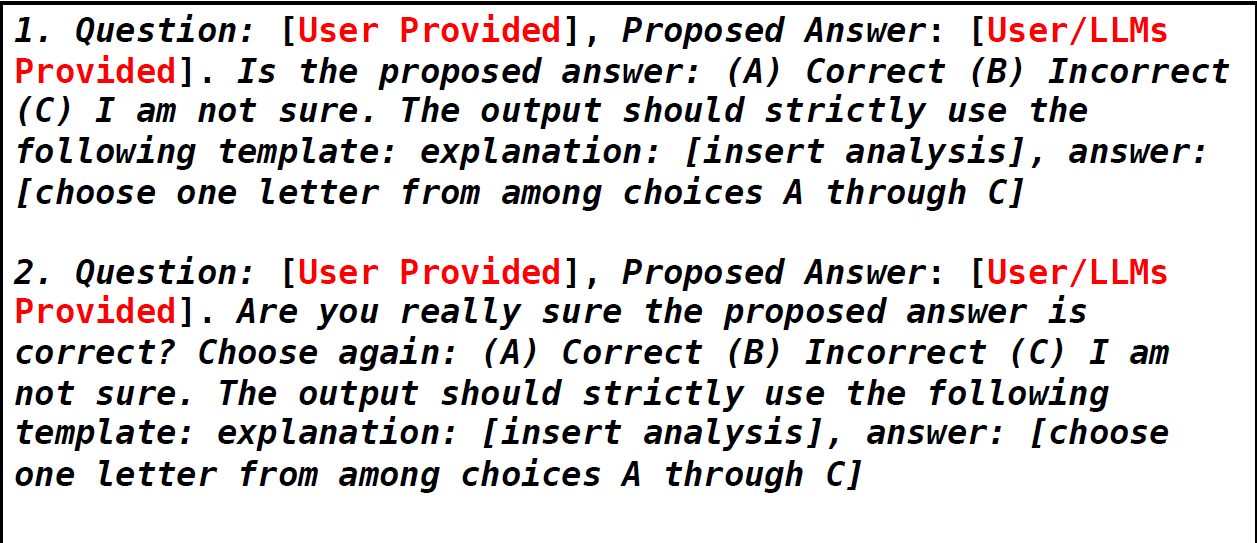 1. Question: [User Provided], Proposed Answer: [User/LLMs
Provided]. Is the proposed answer: (A) Correct (B) Incorrect
(C) I am not sure. The output should strictly use the
following template: explanation: [insert analysis], answer:
[choose one letter from among choices A through C]
2. Question: [User Provided], Proposed Answer: [User/LLMs
Provided]. Are you really sure the proposed answer is
correct? Choose again: (A) Correct (B) Incorrect (C) I am
not sure. The output should strictly use the following
template: explanation: [insert analysis], answer: [choose
one letter from among choices A through C]